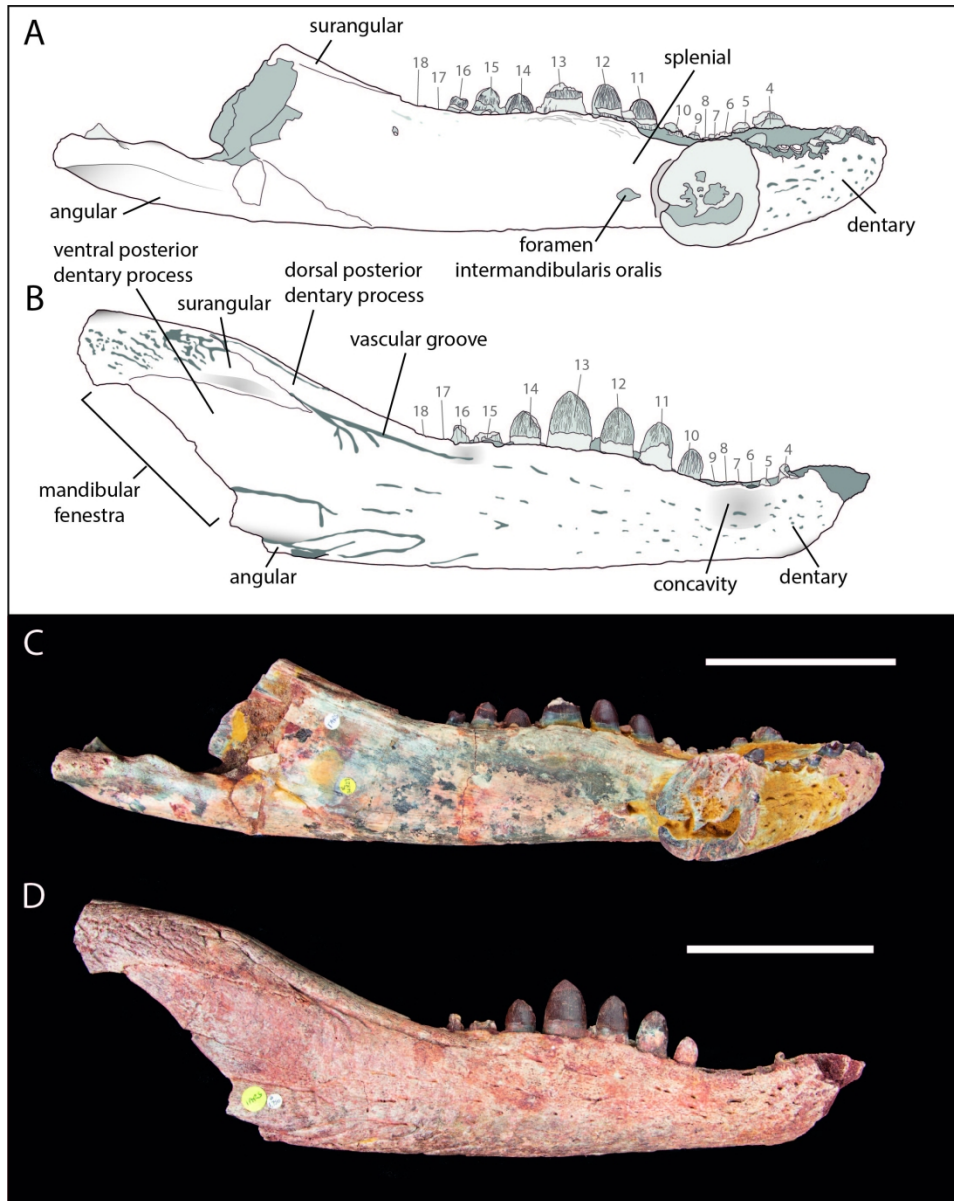 A
surangular
splenial
18 17 16 15 14 13 12 11 10 9 8 7 6 5 4
angular
foramen
intermandibularis oralis
dentary
B
ventral posterior
dentary process
surangular
dorsal posterior
dentary process
vascular groove
18 17 16 15 14 13 12 11 10 9 8 7 6 5 4
mandibular
fenestra
angular
concavity
dentary
C
D